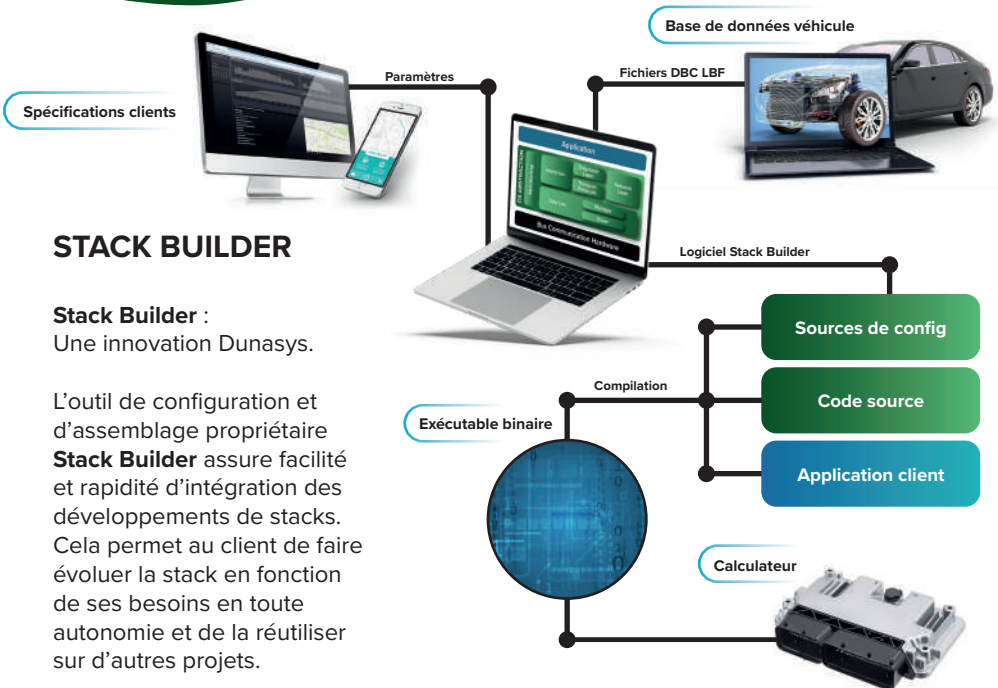 Base de données véhicule
Paramètres
Fichiers DBC LBF
Spécifications clients
Application
Bus Communication Hardware
STACK BUILDER
Logiciel Stack Builder
Stack Builder :
Une innovation Dunasys.
Sources de config
L’outil de configuration et
d’assemblage propriétaire
Stack Builder assure facilité
et rapidité d’intégration des
développements de stacks.
Cela permet au client de faire
évoluer la stack en fonction
de ses besoins en toute
autonomie et de la réutiliser
sur d’autres projets.
Compilation
Code source
Exécutable binaire
Application client
Calculateur